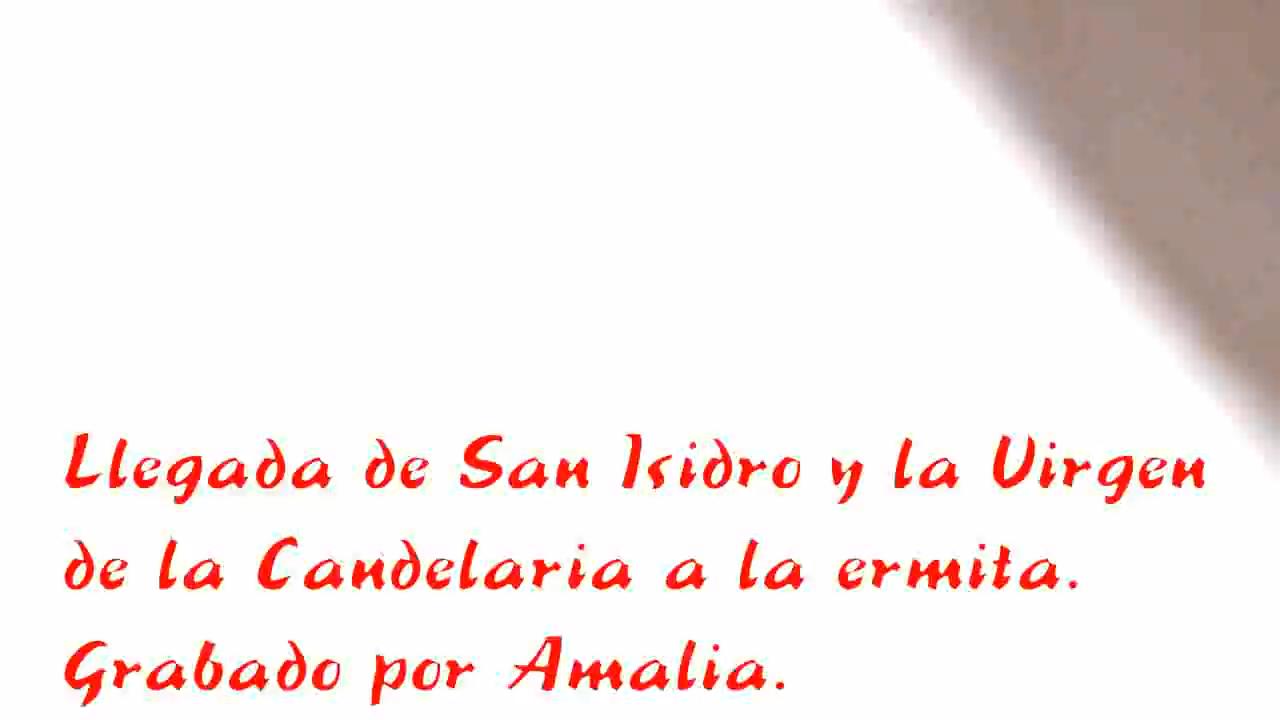 Llegada de San Isidro y la Virgen
de la Candelaria a la ermita.
Grabado por Amalia.